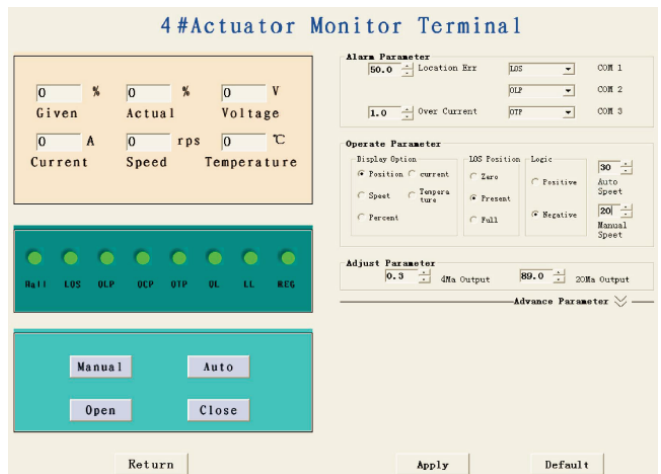 4#Actuator Monitor Terminal
0 % 0 % 0 V
Given Actual Voltage
0 A 0 rps 0 ℃
Current Speed Temperature
Hall LOS OLP OCP OTP UL LL REG
Manual Auto
Open Close
Return
Alarm Parameter
50.0 Location Err LOS COM 1
OLP COM 2
1.0 Over Current OTP COM 3
Operate Parameter
Display Option
Position current
Speet Tempera
ture
Percent
LOS Position
Zero
Present
Full
Logic
Positive
Negative
30
Auto
Speet
20
Manual
Speet
Adjust Parameter
0.3 4Ma Output 89.0 20Ma Output
Advance Parameter
Apply Default